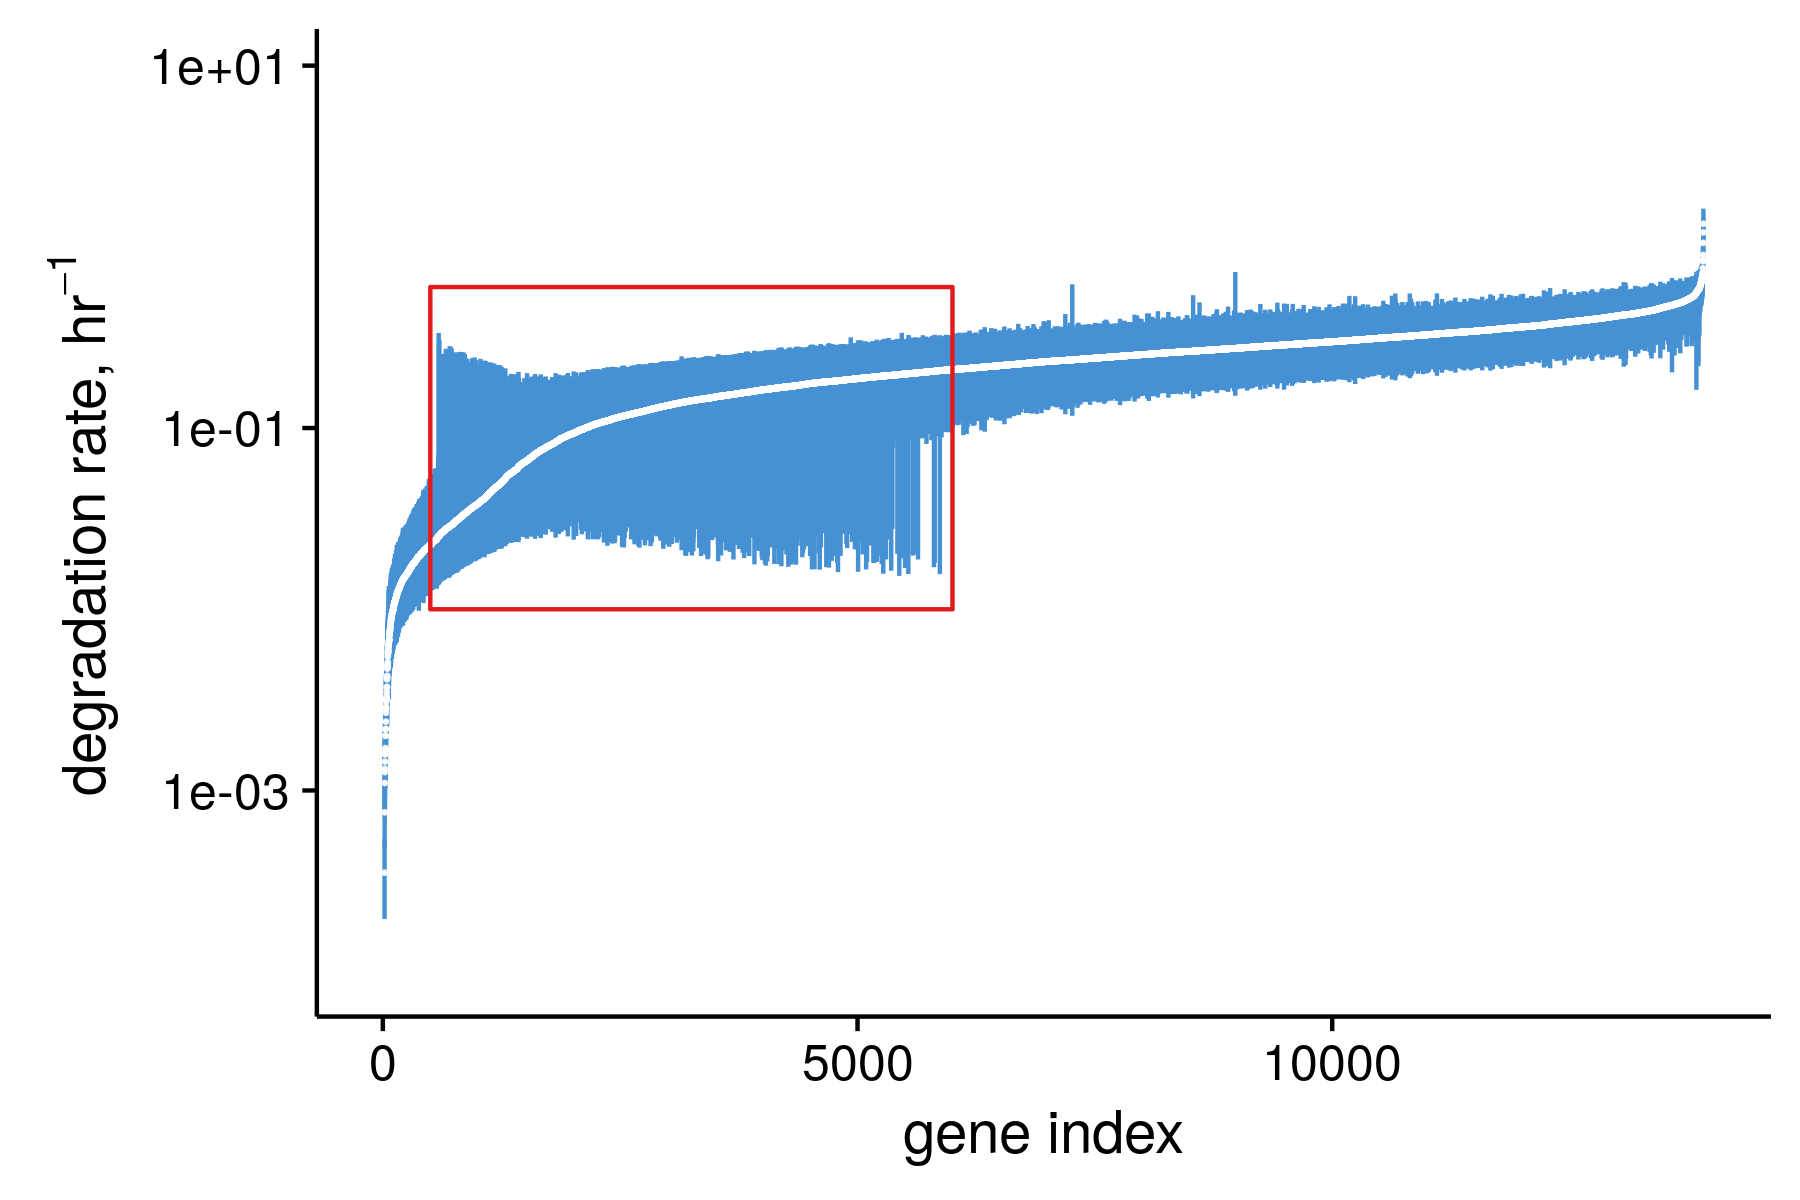 1e+01
1e-01
1e-03
degradation rate, hr⁻¹
0 5000 10000
gene index